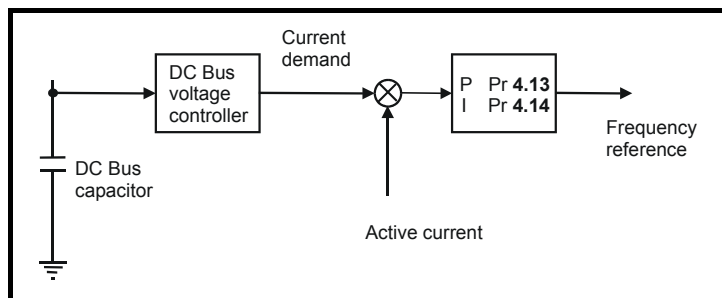 Current
demand
DC Bus
voltage
controller
P Pr 4.13
I Pr 4.14
Frequency
reference
DC Bus
capacitor
Active current